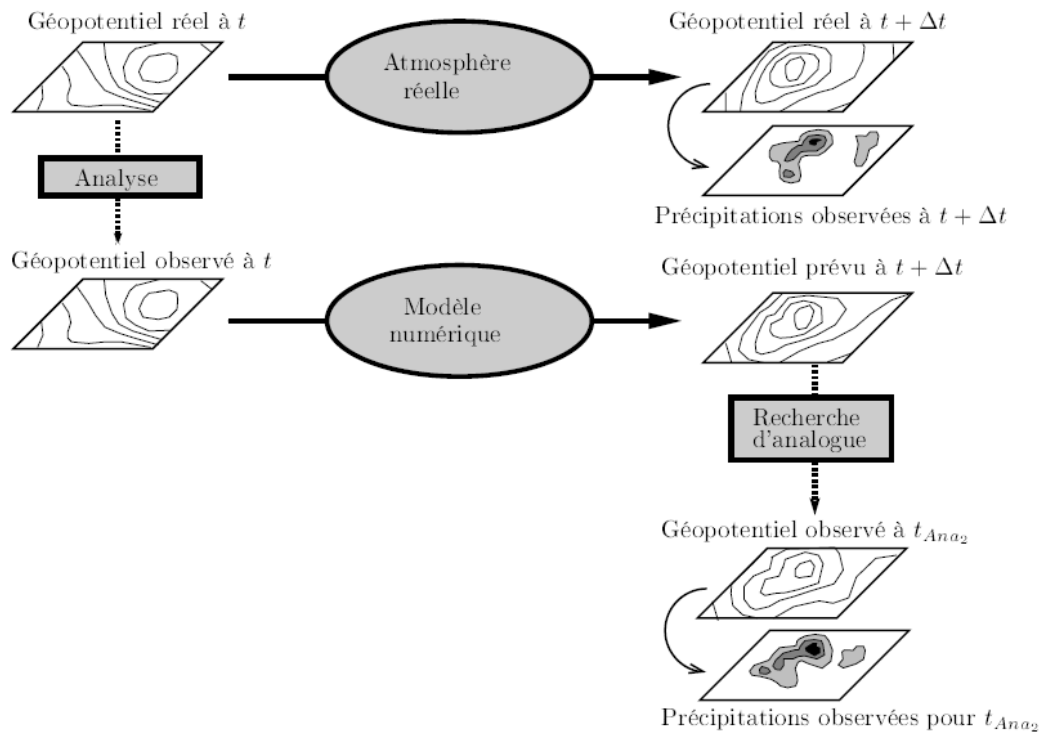 Géopotentiel réel à t
Géopotentiel réel à t + Δt
Atmosphère
réelle
Analyse
Précipitations observées à t + Δt
Géopotentiel observé à t
Géopotentiel prévu à t + Δt
Modèle
numérique
Recherche
d'analogue
Géopotentiel observé à t_{Ana_2}
Précipitations observées pour t_{Ana_2}